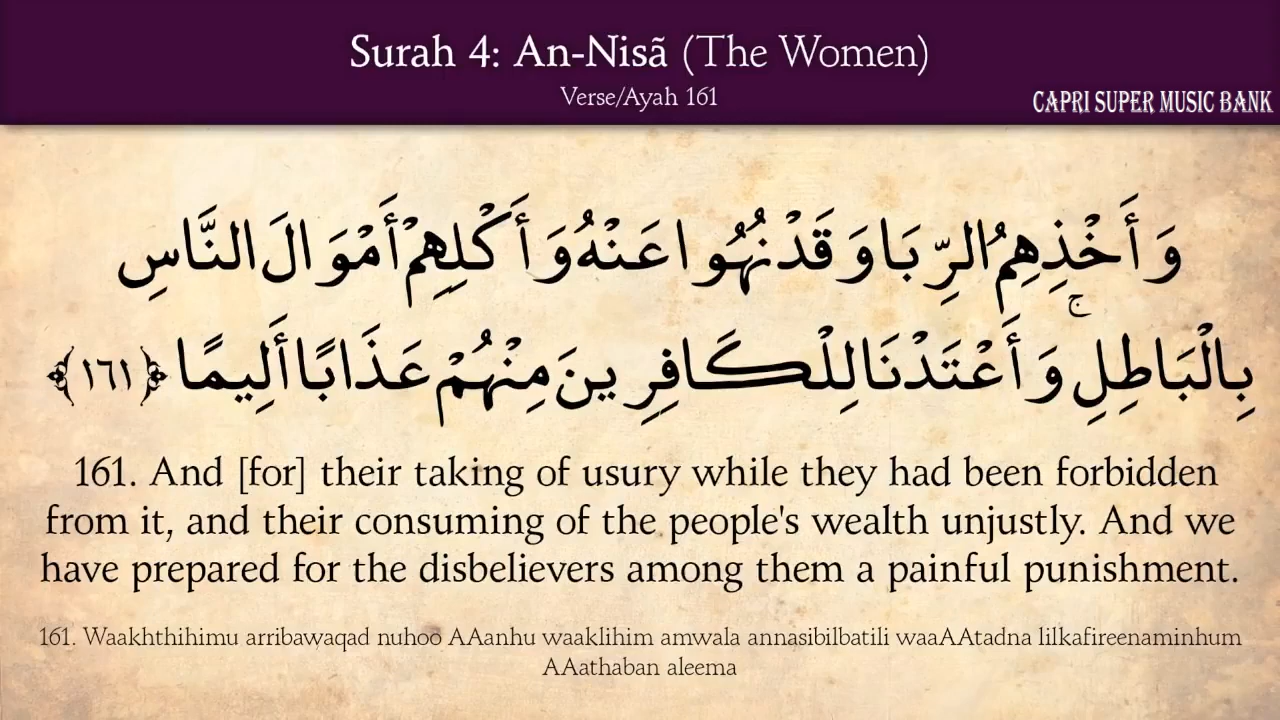 Surah 4: An-Nisã (The Women)
Verse/Ayah 161
CAPRI SUPER MUSIC BANK
وَأَخْذِهِمُ الرِّبَا وَقَدْ نُهُوا عَنْهُ وَأَكْلِهِمْ أَمْوَالَ النَّاسِ
بِالْبَاطِلِ ۚ وَأَعْتَدْنَا لِلْكَافِرِينَ مِنْهُمْ عَذَابًا أَلِيمًا ﴿١٦١﴾
161. And [for] their taking of usury while they had been forbidden
from it, and their consuming of the people's wealth unjustly. And we
have prepared for the disbelievers among them a painful punishment.
161. Waakhthihimu arribawaqad nuhoo AAanhu waaklihim amwala annasibilbatili waaAAtadna lilkafireenaminhum
AAathaban aleema